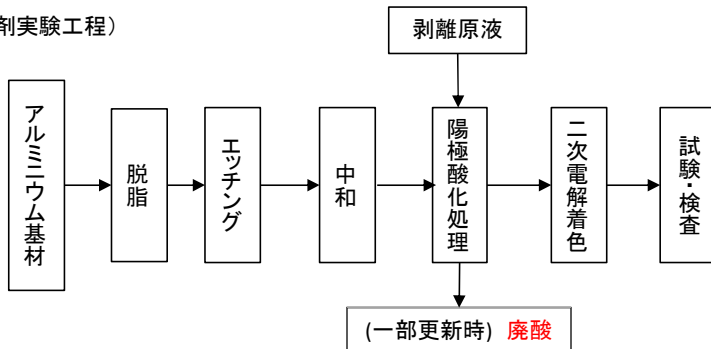 剤実験工程）
剥離原液
アルミニウム基材
脱脂
エッチング
中和
陽極酸化処理
二次電解着色
試験・検査
(一部更新時) 廃酸